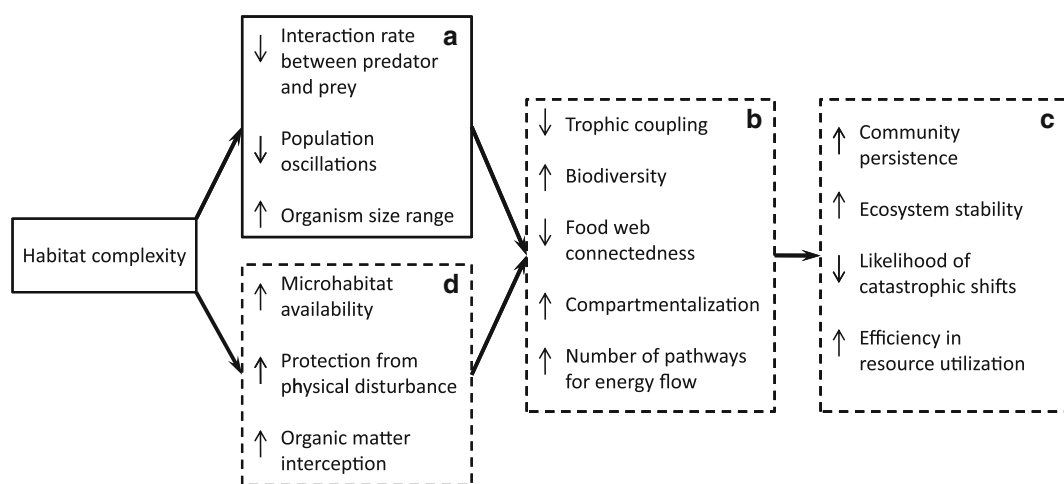 Habitat complexity
a
↓ Interaction rate
between predator
and prey
↓ Population
oscillations
↑ Organism size range
d
↑ Microhabitat
availability
↑ Protection from
physical disturbance
↑ Organic matter
interception
b
↓ Trophic coupling
↑ Biodiversity
↓ Food web
connectedness
↑ Compartmentalization
↑ Number of pathways
for energy flow
c
↑ Community
persistence
↑ Ecosystem stability
↓ Likelihood of
catastrophic shifts
↑ Efficiency in
resource utilization